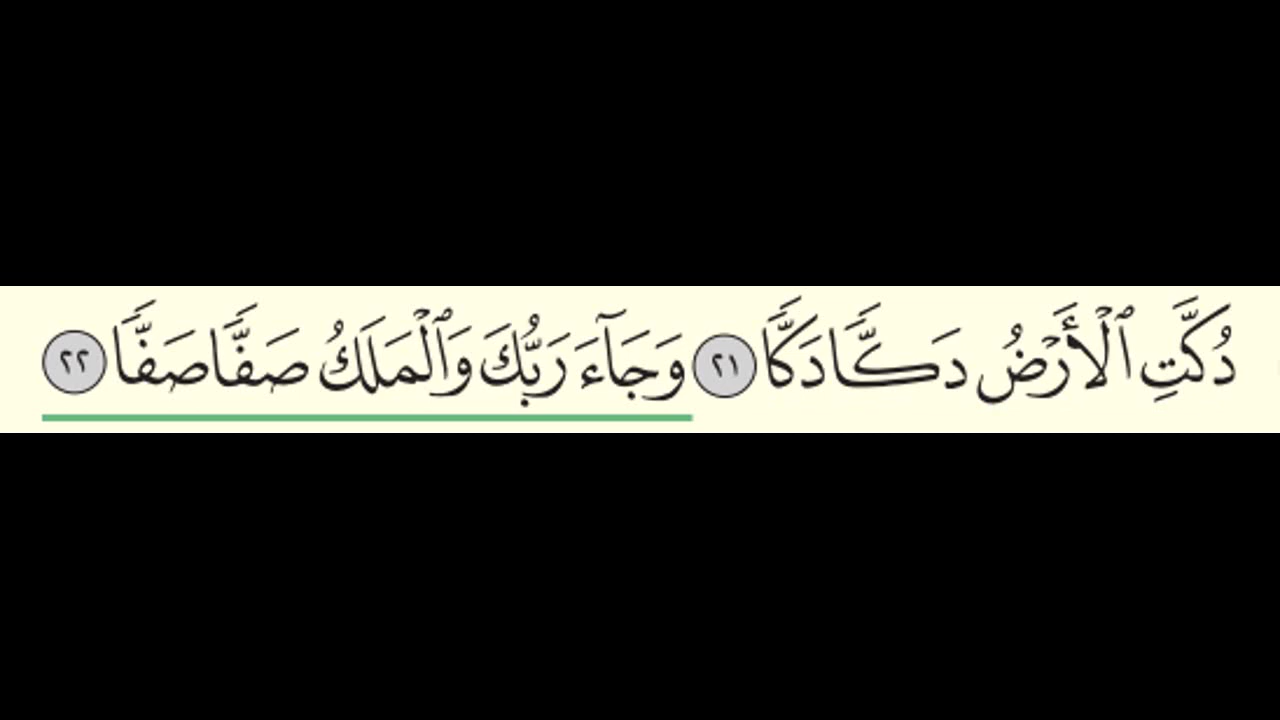 دُكَّتِ ٱلْأَرْضُ دَكًّا دَكًّا ٢١ وَجَآءَ رَبُّكَ وَٱلْمَلَكُ صَفًّا صَفًّا ٢٢